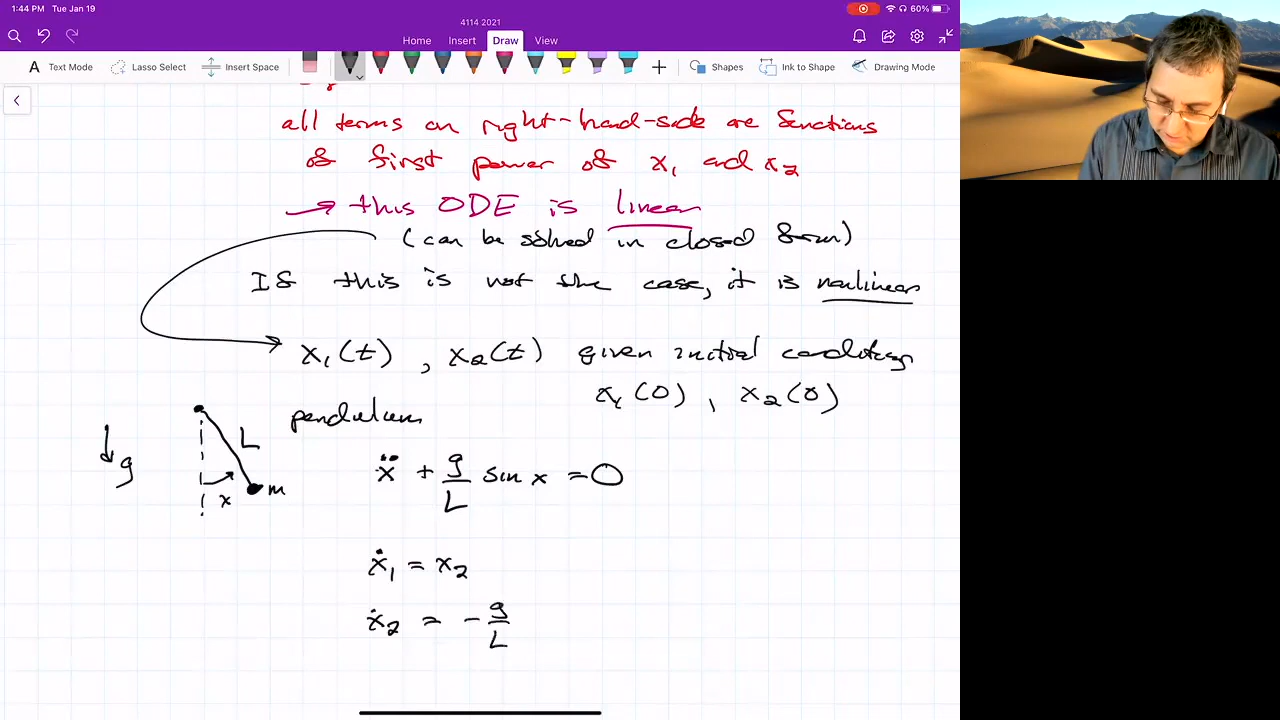 1:44 PM Tue Jan 19
60%
4114 2021
Home Insert Draw View
Text Mode Lasso Select Insert Space Shapes Ink to Shape Drawing Mode
all terms on right-hand-side are functions
of first power of x₁ and x₂
→ this ODE is linear
(can be solved in closed form)
If this is not the case, it is nonlinear
x₁(t), x₂(t) given initial conditions
x₁(0), x₂(0)
pendulum
↓ g
L
x
m
ẍ + g/L sin x = 0
ẋ₁ = x₂
ẋ₂ = - g/L